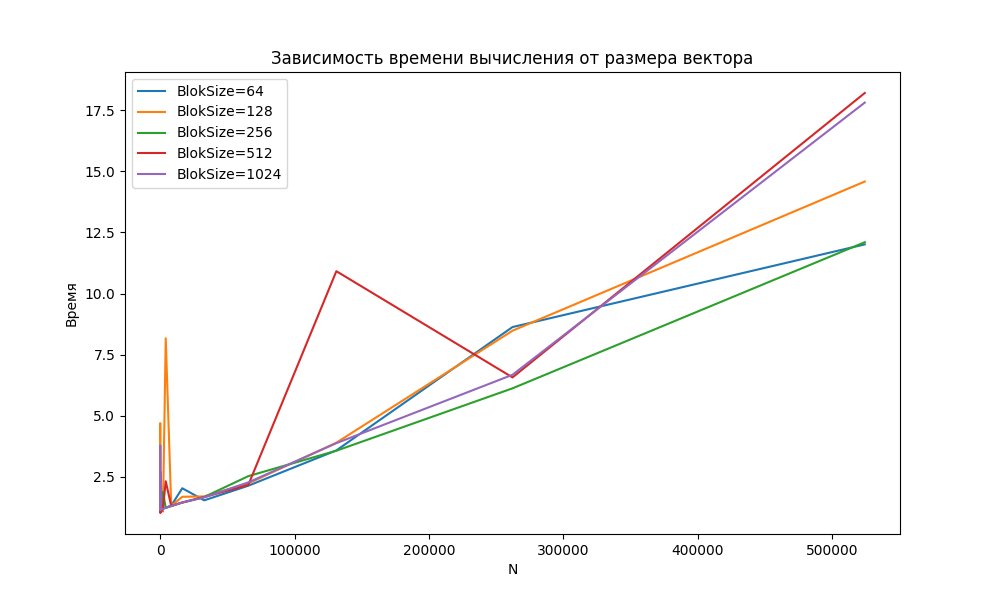 Зависимость времени вычисления от размера вектора
BlokSize=64
BlokSize=128
BlokSize=256
BlokSize=512
BlokSize=1024
Время
17.5
15.0
12.5
10.0
7.5
5.0
2.5
0 100000 200000 300000 400000 500000
N